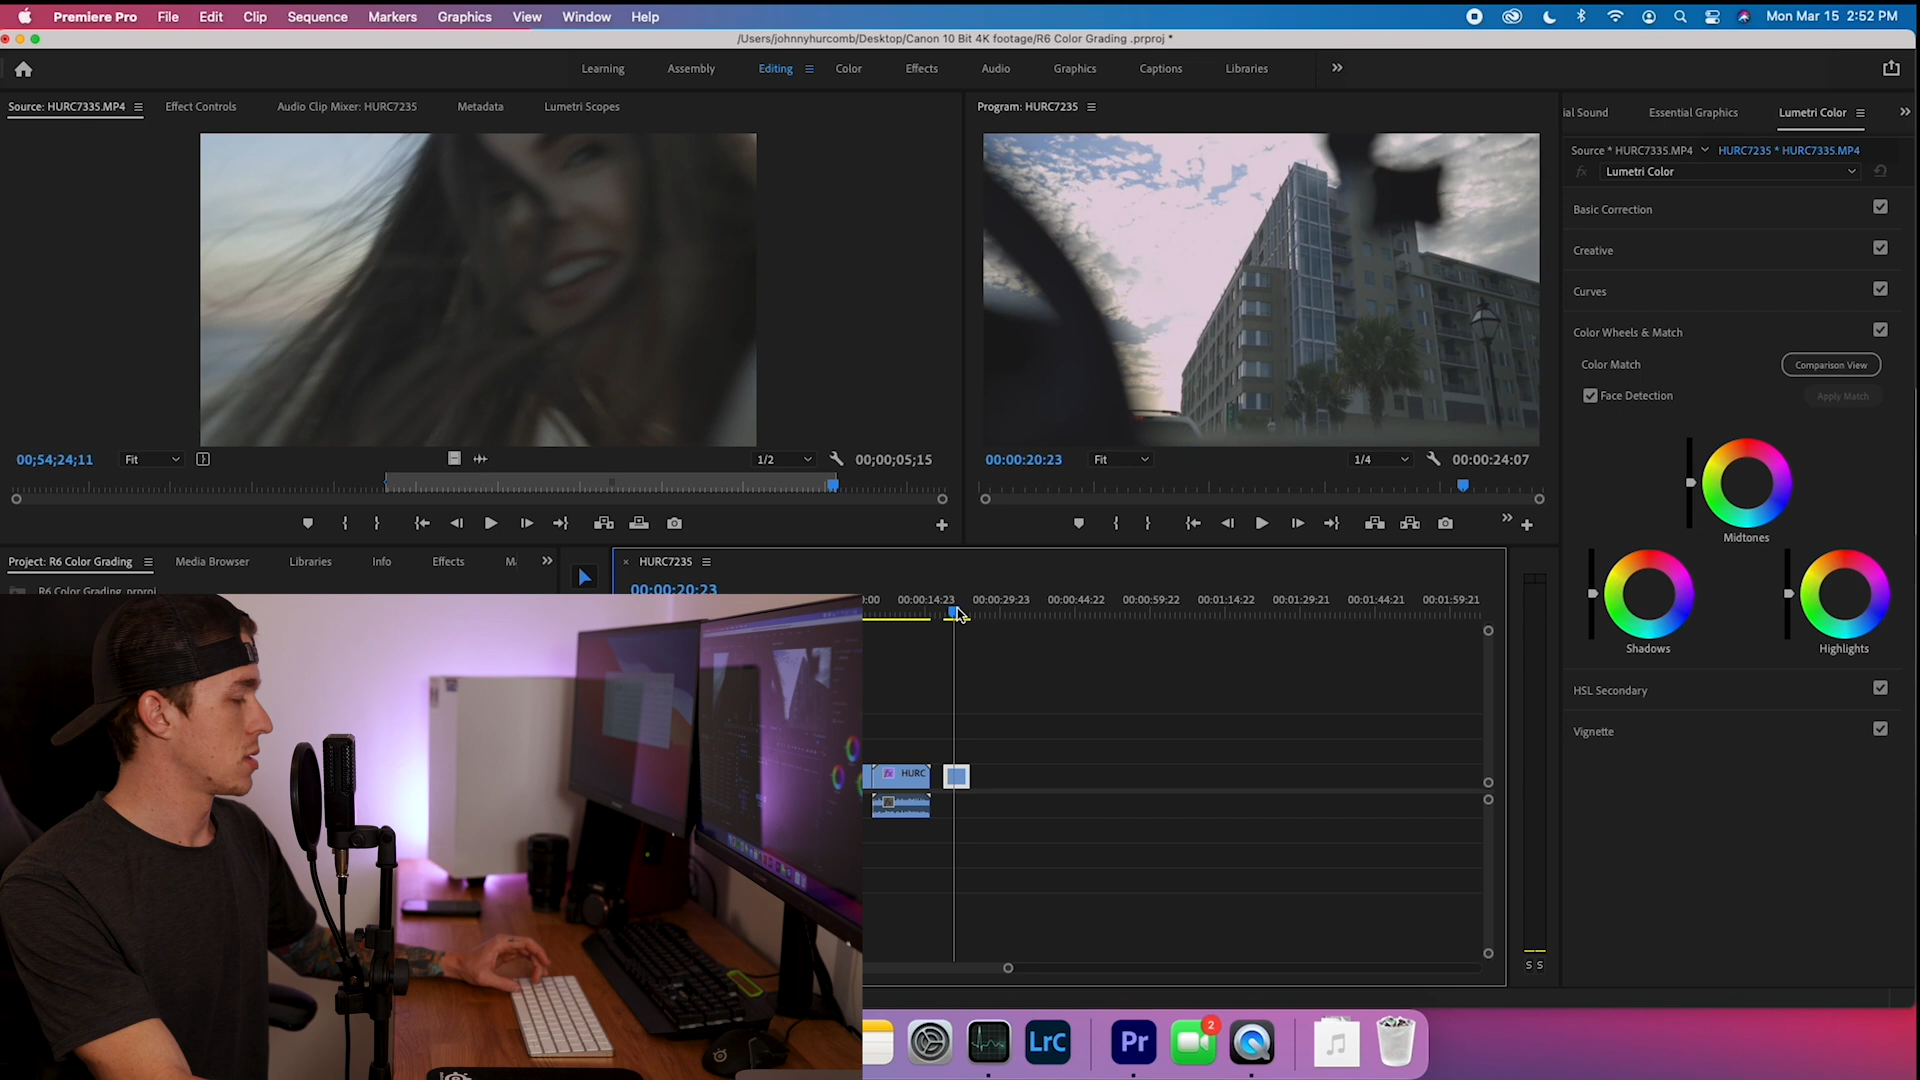 Premiere Pro File Edit Clip Sequence Markers Graphics View Window Help Mon Mar 15 2:52 PM
/Users/johnnyhurcomb/Desktop/Canon 10 Bit 4K footage/R6 Color Grading .prproj *
Learning Assembly Editing Color Effects Audio Graphics Captions Libraries
Source: HURC7335.MP4 Effect Controls Audio Clip Mixer: HURC7235 Metadata Lumetri Scopes
Program: HURC7235
ial Sound Essential Graphics Lumetri Color
Source * HURC7335.MP4 HURC7235 * HURC7335.MP4
fx Lumetri Color
Basic Correction
Creative
Curves
Color Wheels & Match
Color Match Comparison View
Face Detection Apply Match
Midtones
Shadows Highlights
HSL Secondary
Vignette
00;54;24;11 Fit 1/2 00;00;05;15
00:00:20:23 Fit 1/4 00:00:24:07
Project: R6 Color Grading Media Browser Libraries Info Effects M
R6 Color Grading .prproj
× HURC7235
00:00:20:23
0:00 00:00:14:23 00:00:29:23 00:00:44:22 00:00:59:22 00:01:14:22 00:01:29:21 00:01:44:21 00:01:59:21
fx HURC
S S
LrC Pr 2